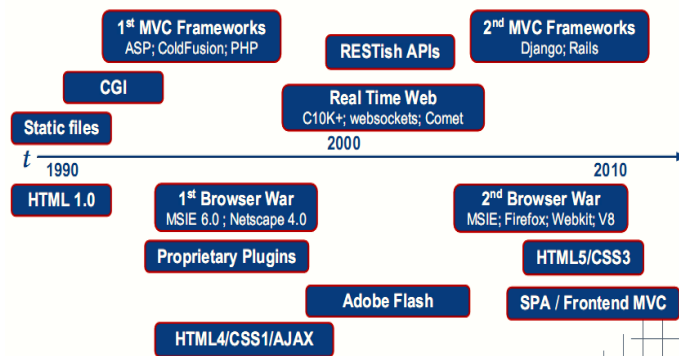 1st MVC Frameworks
ASP; ColdFusion; PHP
2nd MVC Frameworks
Django; Rails
RESTish APIs
CGI
Real Time Web
C10K+; websockets; Comet
Static files
2000
t
1990
2010
HTML 1.0
1st Browser War
MSIE 6.0 ; Netscape 4.0
2nd Browser War
MSIE; Firefox; Webkit; V8
Proprietary Plugins
HTML5/CSS3
Adobe Flash
SPA / Frontend MVC
HTML4/CSS1/AJAX